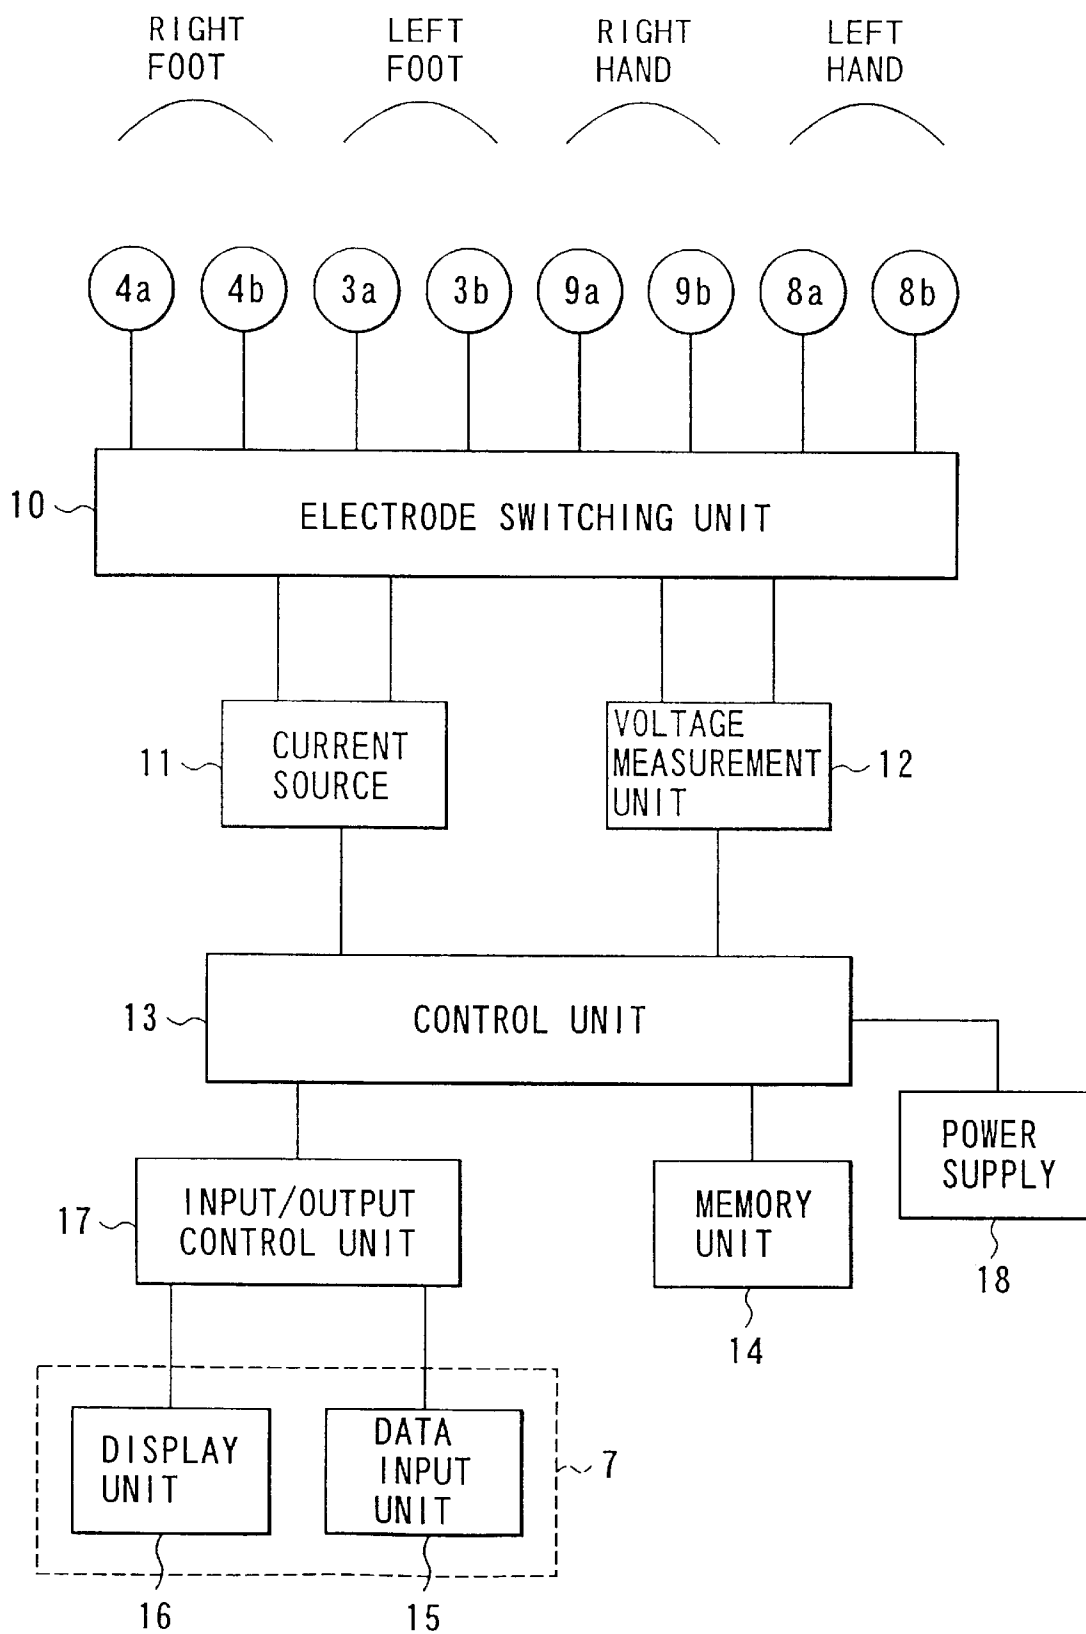 RIGHT FOOT
LEFT FOOT
RIGHT HAND
LEFT HAND
4a 4b 3a 3b 9a 9b 8a 8b
10
ELECTRODE SWITCHING UNIT
11
CURRENT
SOURCE
VOLTAGE
MEASUREMENT
UNIT
12
13
CONTROL UNIT
POWER
SUPPLY
18
17
INPUT/OUTPUT
CONTROL UNIT
MEMORY
UNIT
14
DISPLAY
UNIT
DATA
INPUT
UNIT
7
16
15